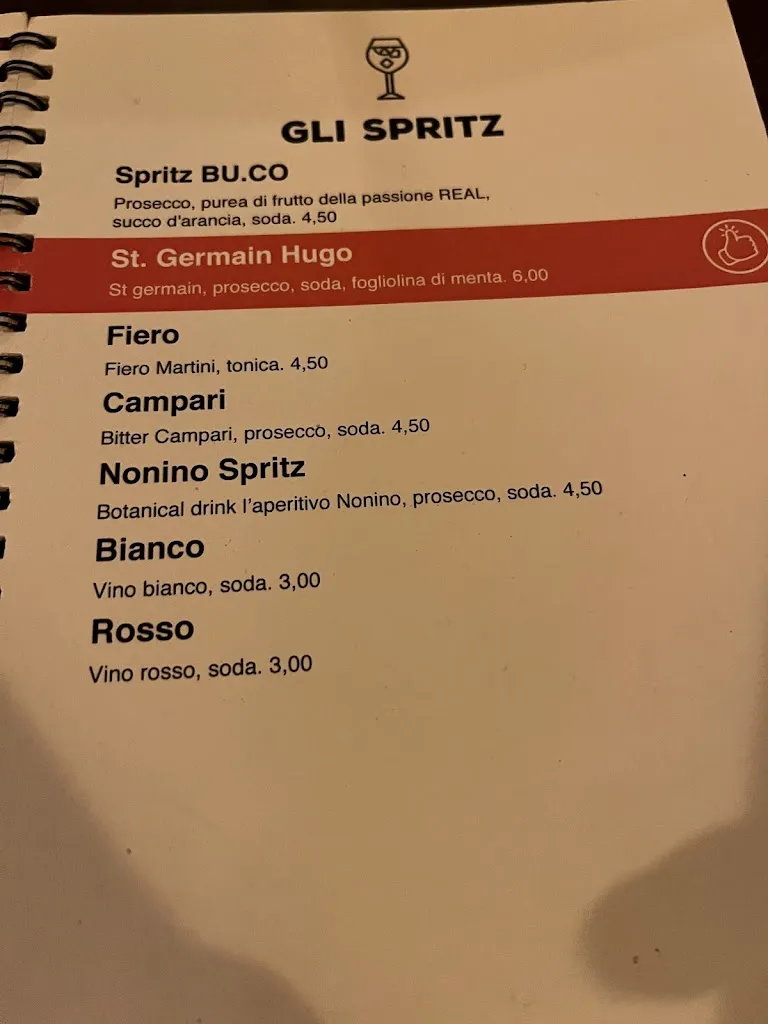 GLI SPRITZ
Spritz BU.CO
Prosecco, purea di frutto della passione REAL,
succo d'arancia, soda. 4,50
St. Germain Hugo
St germain, prosecco, soda, fogliolina di menta. 6,00
Fiero
Fiero Martini, tonica. 4,50
Campari
Bitter Campari, prosecco, soda. 4,50
Nonino Spritz
Botanical drink l'aperitivo Nonino, prosecco, soda. 4,50
Bianco
Vino bianco, soda. 3,00
Rosso
Vino rosso, soda. 3,00